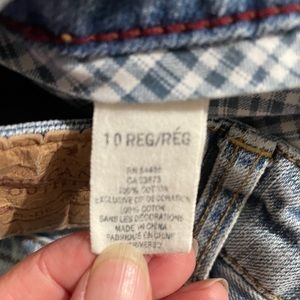 10 REG/RÉG
100% COTTON
EXCLUSIVE OF DECORATION
100% COTON
SANS LES DÉCORATIONS
MADE IN CHINA
FABRIQUÉ EN CHINE